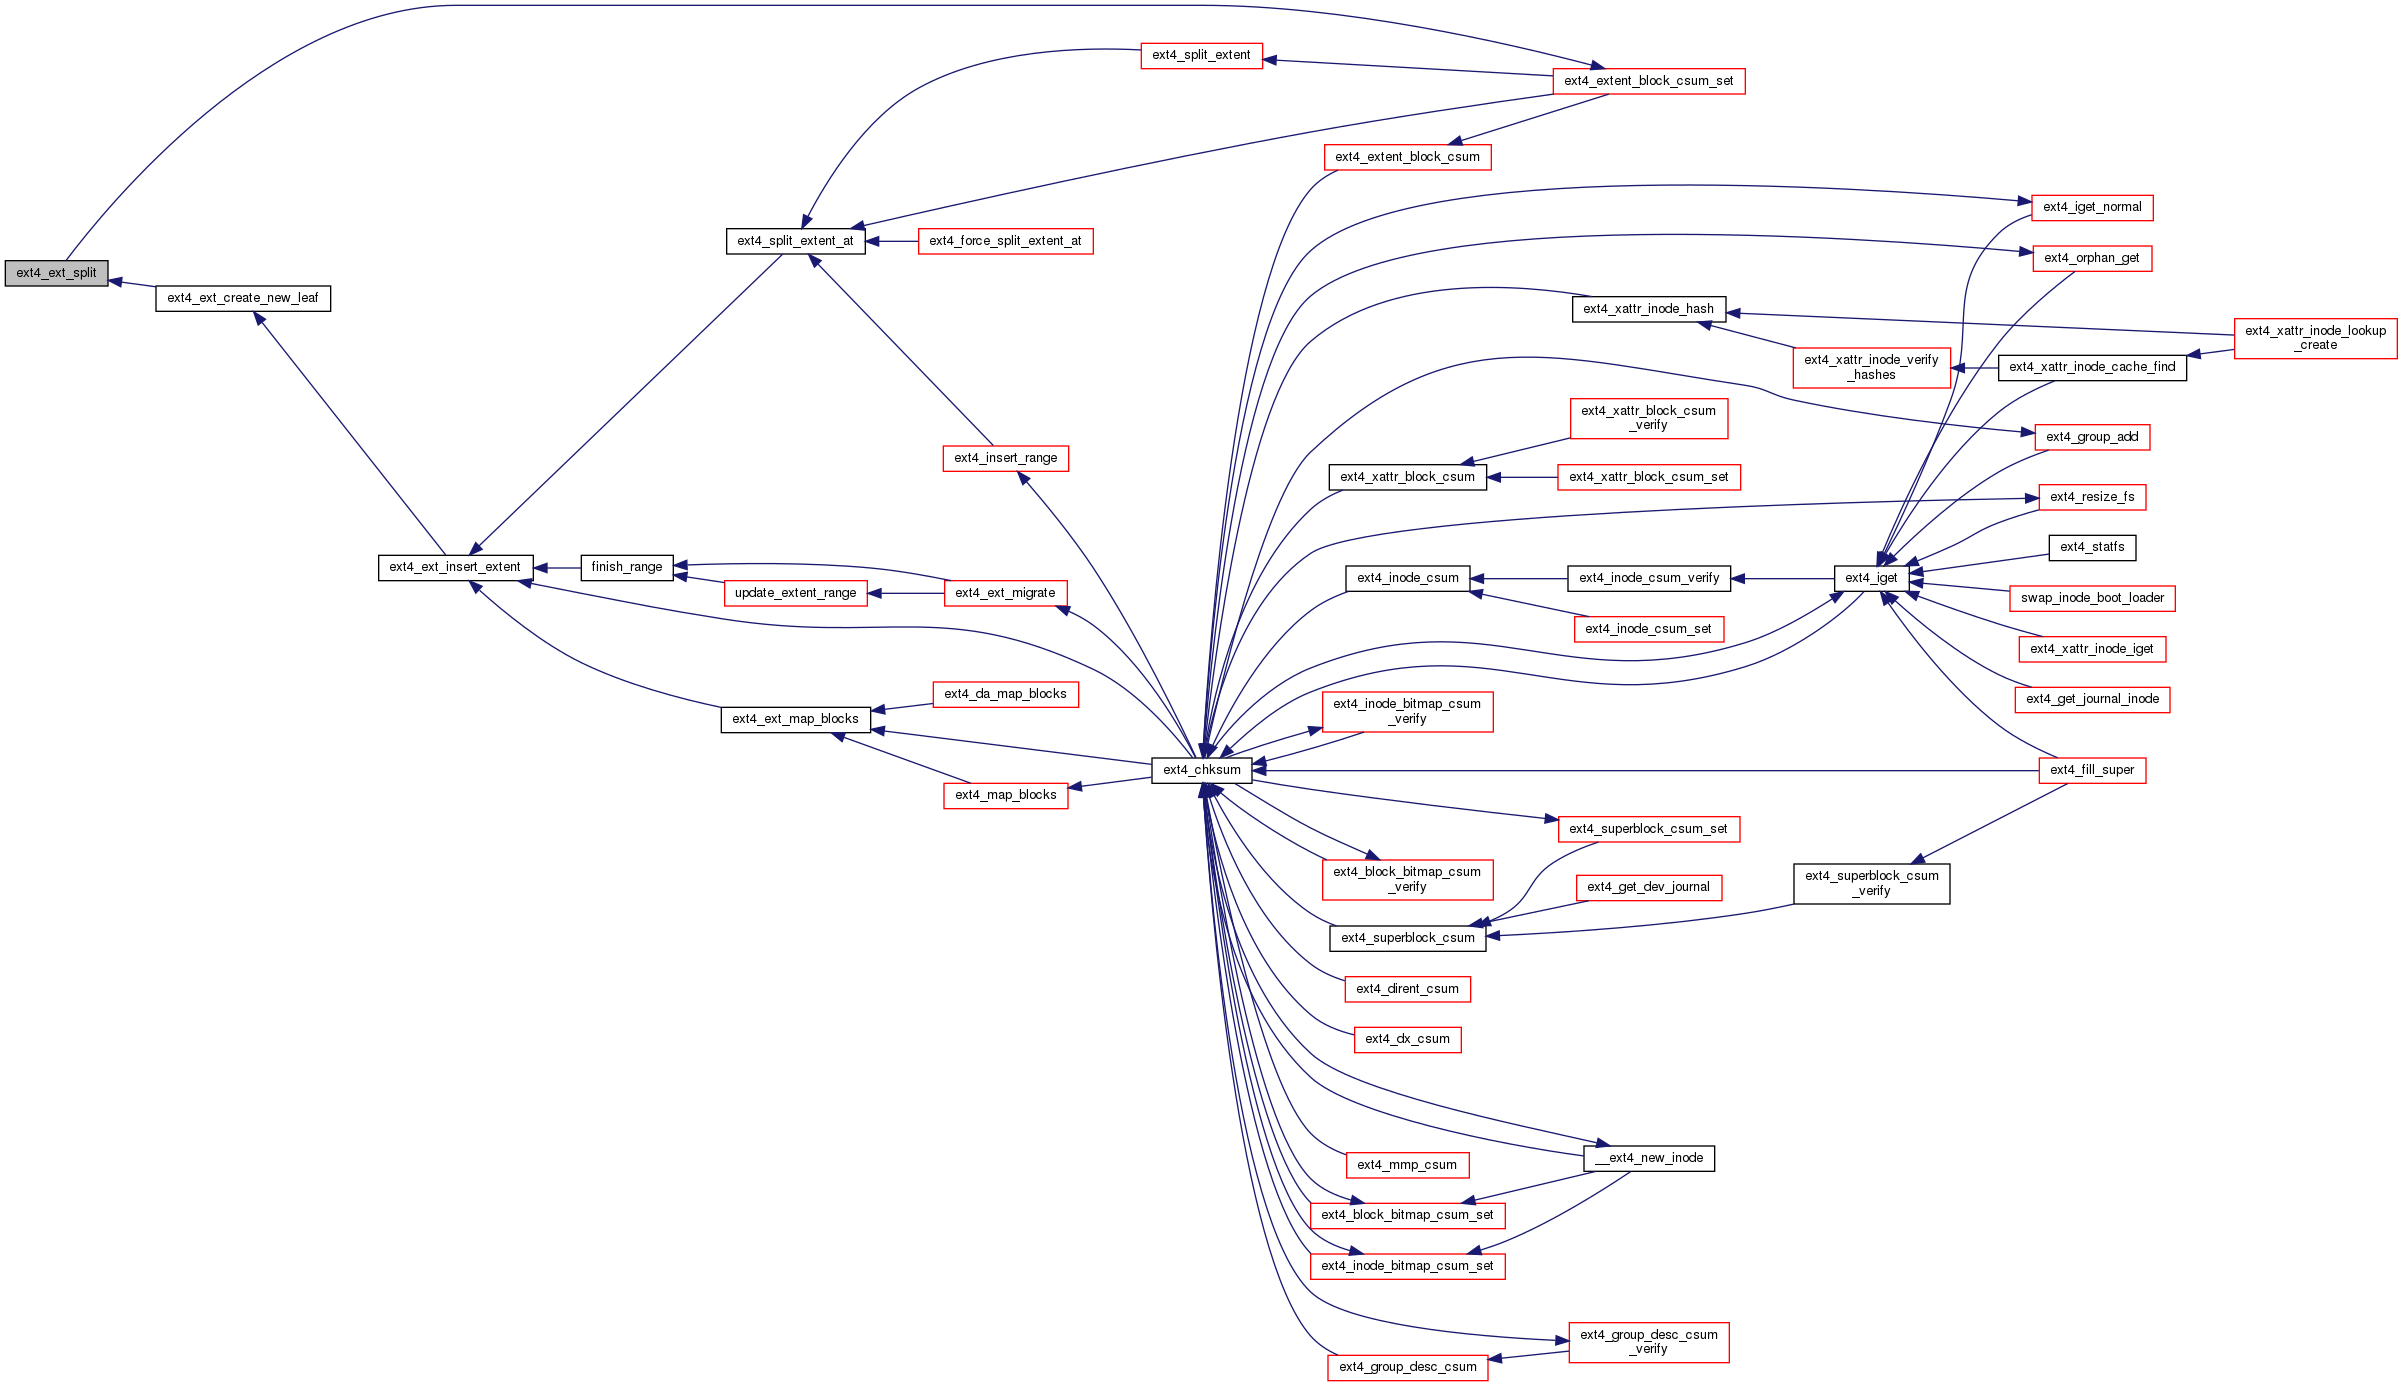 ext4_split_extent
ext4_extent_block_csum_set
ext4_extent_block_csum
ext4_iget_normal
ext4_split_extent_at
ext4_force_split_extent_at
ext4_orphan_get
ext4_ext_split
ext4_ext_create_new_leaf
ext4_xattr_inode_hash
ext4_xattr_inode_lookup
_create
ext4_xattr_inode_verify
_hashes
ext4_xattr_inode_cache_find
ext4_xattr_block_csum
_verify
ext4_group_add
ext4_insert_range
ext4_xattr_block_csum
ext4_xattr_block_csum_set
ext4_resize_fs
ext4_statfs
ext4_ext_insert_extent
finish_range
ext4_inode_csum
ext4_inode_csum_verify
ext4_iget
update_extent_range
ext4_ext_migrate
swap_inode_boot_loader
ext4_inode_csum_set
ext4_xattr_inode_iget
ext4_da_map_blocks
ext4_get_journal_inode
ext4_inode_bitmap_csum
_verify
ext4_ext_map_blocks
ext4_chksum
ext4_fill_super
ext4_map_blocks
ext4_superblock_csum_set
ext4_block_bitmap_csum
_verify
ext4_superblock_csum
_verify
ext4_get_dev_journal
ext4_superblock_csum
ext4_dirent_csum
ext4_dx_csum
__ext4_new_inode
ext4_mmp_csum
ext4_block_bitmap_csum_set
ext4_inode_bitmap_csum_set
ext4_group_desc_csum
_verify
ext4_group_desc_csum